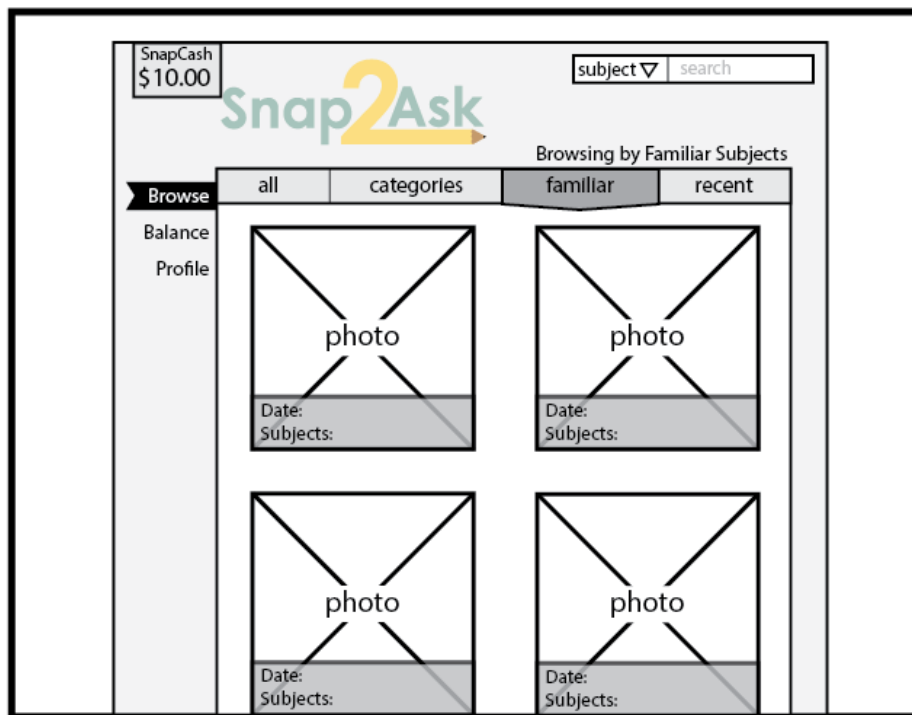 SnapCash
$10.00
Snap2Ask
subject search
Browsing by Familiar Subjects
all categories familiar recent
Browse
Balance
Profile
photo photo
Date: Date:
Subjects: Subjects:
photo photo
Date: Date:
Subjects: Subjects: